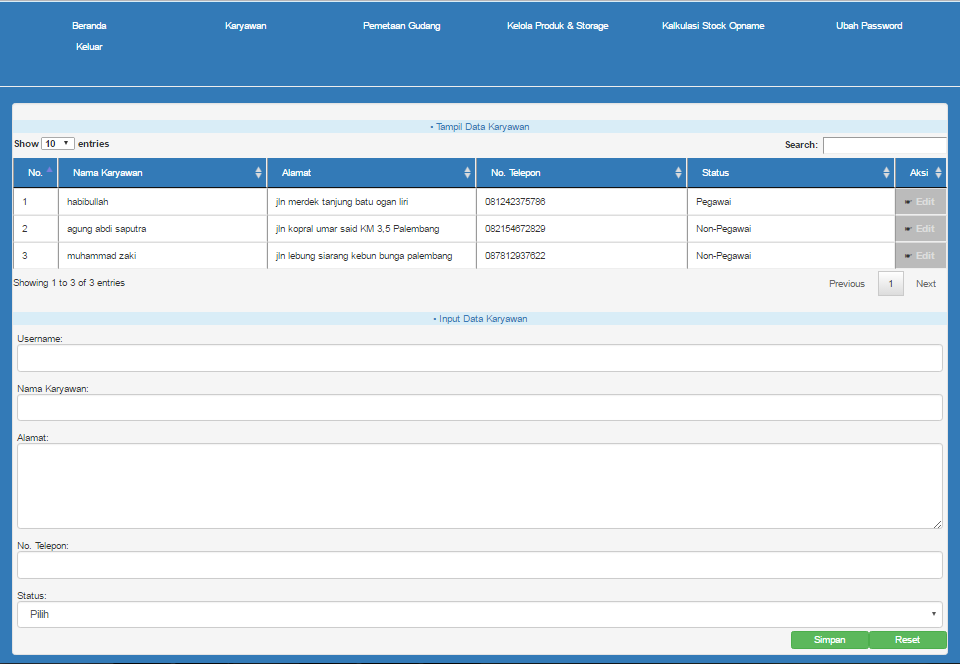 Beranda Karyawan Pemetaan Gudang Kelola Produk & Storage Kalkulasi Stock Opname Ubah Password
Keluar
• Tampil Data Karyawan
Show 10 entries Search:
No. Nama Karyawan Alamat No. Telepon Status Aksi
1 habibullah jln merdek tanjung batu ogan liri 081242375786 Pegawai Edit
2 agung abdi saputra jln kopral umar said KM 3,5 Palembang 082154672829 Non-Pegawai Edit
3 muhammad zaki jln lebung siarang kebun bunga palembang 087812937622 Non-Pegawai Edit
Showing 1 to 3 of 3 entries Previous 1 Next
• Input Data Karyawan
Username:
Nama Karyawan:
Alamat:
No. Telepon:
Status:
Pilih
Simpan Reset